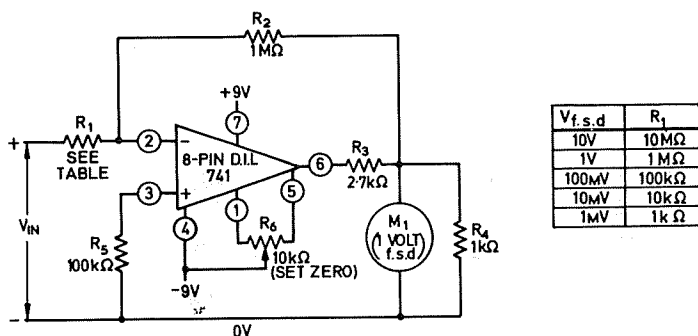 R2
1MΩ
+9V
7
+
R1
SEE
TABLE
2
-
8-PIN D.I.L
741
6
R3
2·7kΩ
3
+
5
1
4
R6
10kΩ
(SET ZERO)
VIN
R5
100kΩ
-9V
M1
1 VOLT
f.s.d
R4
1kΩ
-
0V
Vf.s.d R1
10V 10MΩ
1V 1MΩ
100MV 100kΩ
10MV 10kΩ
1MV 1kΩ